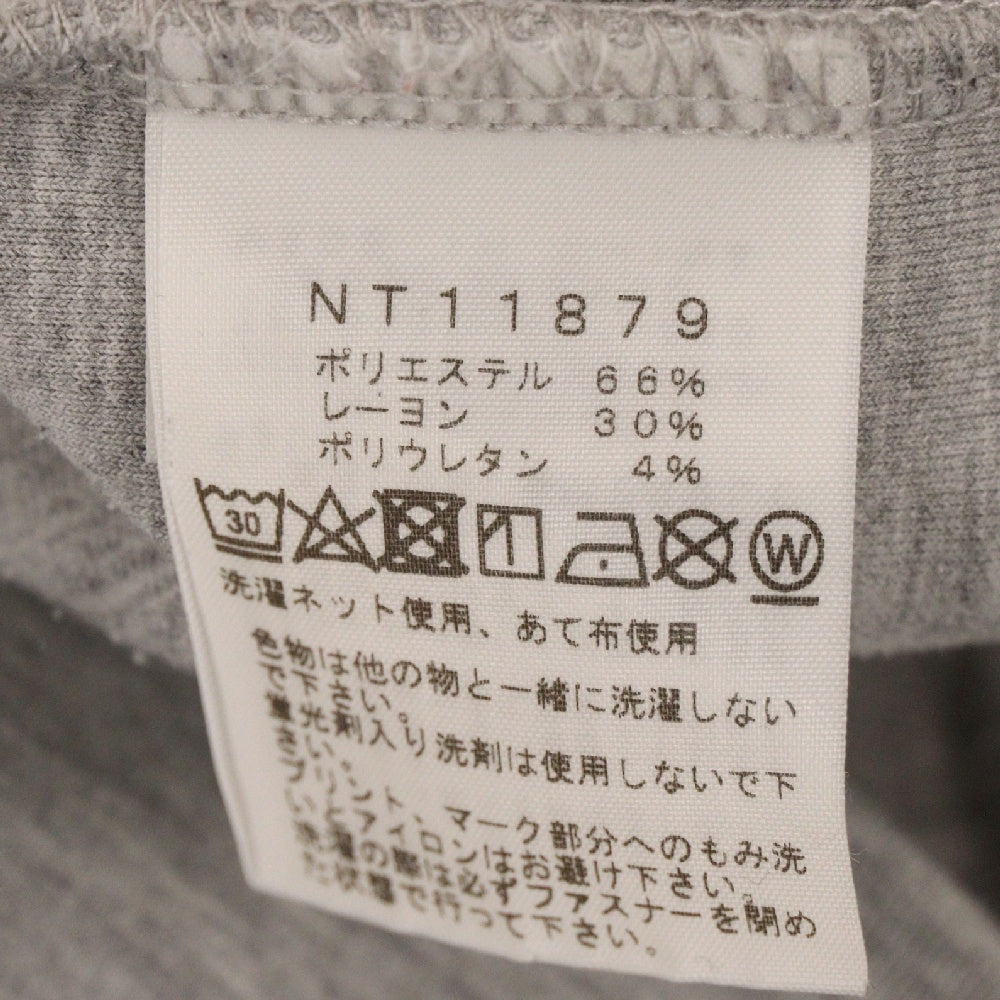 NT11879
ポリエステル 66%
レーヨン 30%
ポリウレタン 4%
30 W
洗濯ネット使用、あて布使用
色物は他の物と一緒に洗濯しない
で下さい。
蛍光剤入り洗剤は使用しないで下
さい。
プリント、マーク部分へのもみ洗
いとアイロンはお避け下さい。
洗濯の際は必ずファスナーを閉め
た状態で行って下さい。